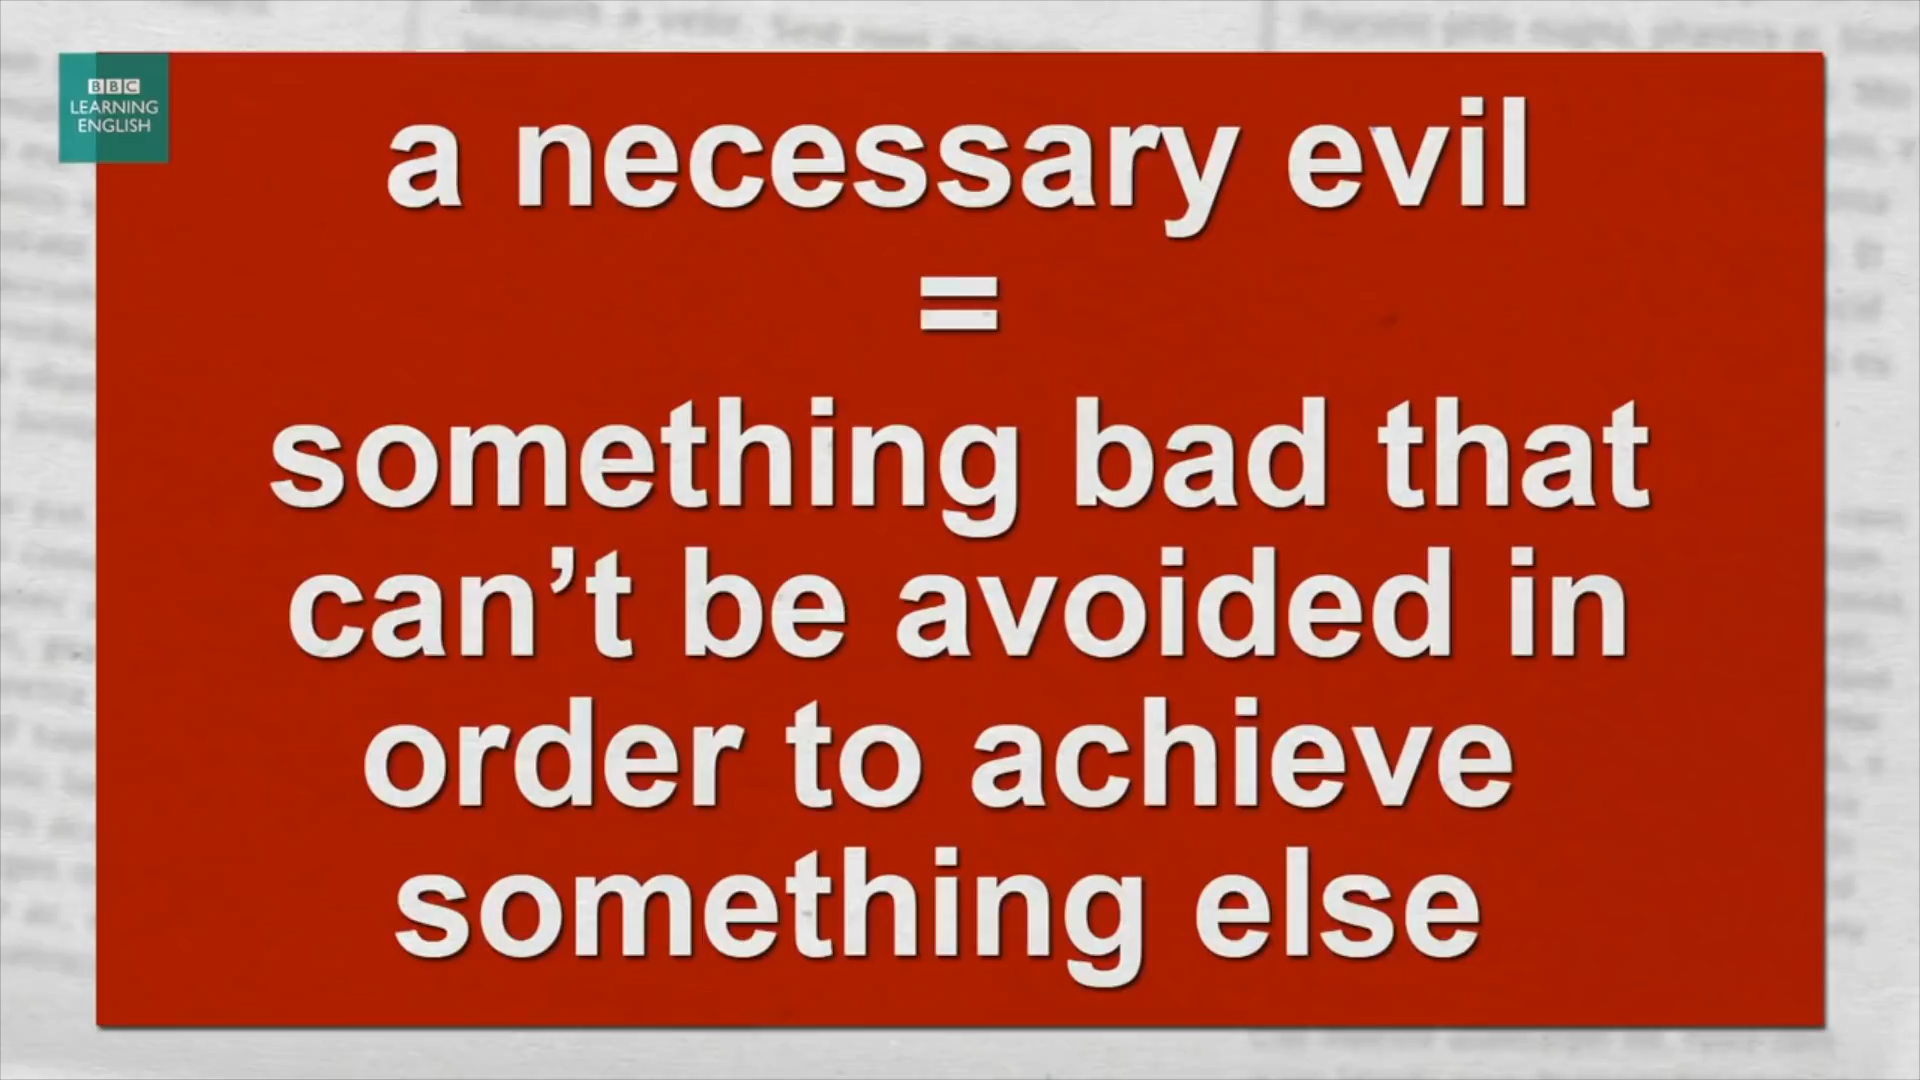 BBC
LEARNING
ENGLISH
a necessary evil
=
something bad that
can’t be avoided in
order to achieve
something else